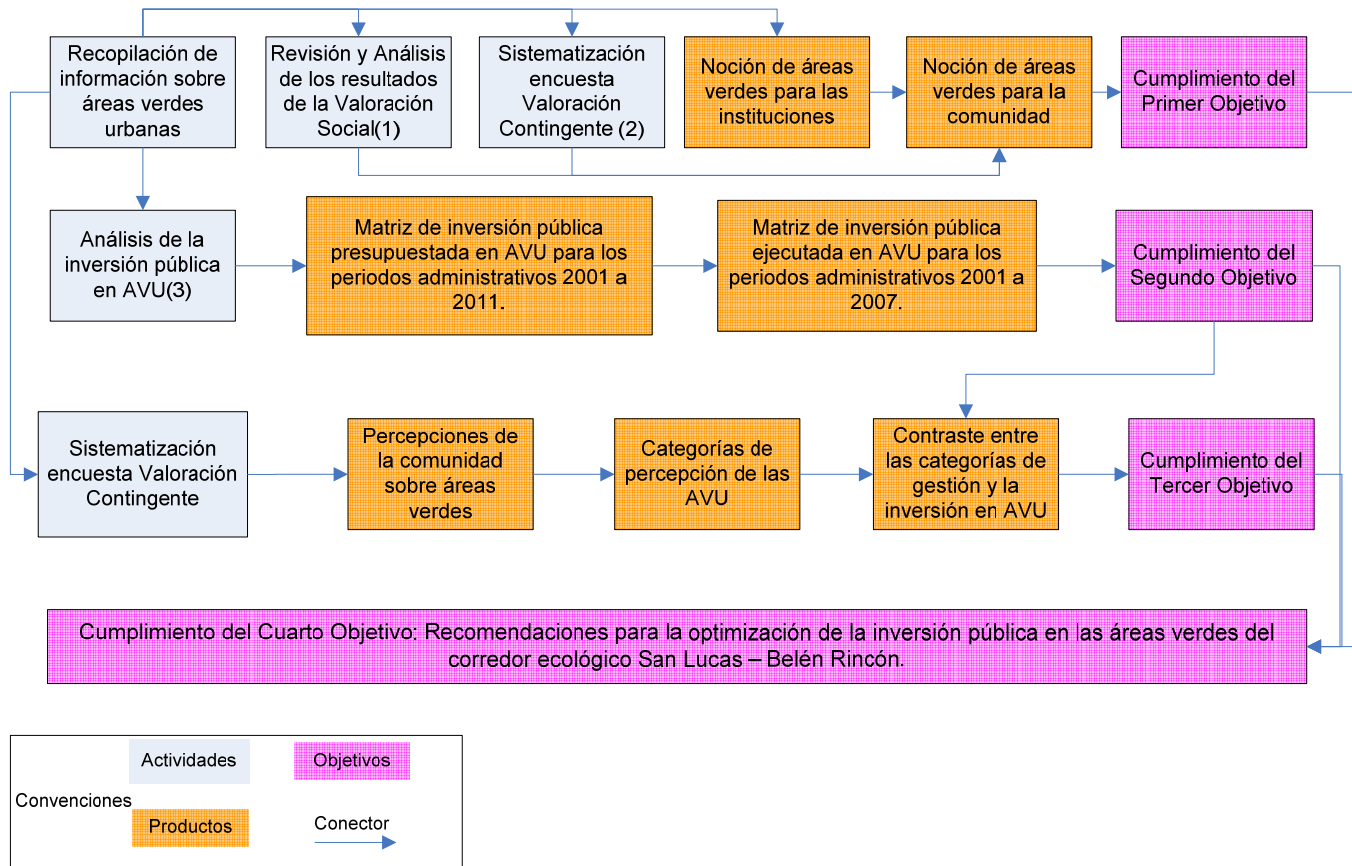 Recopilación de
información sobre
áreas verdes
urbanas
Revisión y Análisis
de los resultados
de la Valoración
Social(1)
Sistematización
encuesta
Valoración
Contingente (2)
Noción de áreas
verdes para las
instituciones
Noción de áreas
verdes para la
comunidad
Cumplimiento del
Primer Objetivo
Análisis de la
inversión pública
en AVU(3)
Matriz de inversión pública
presupuestada en AVU para los
periodos administrativos 2001 a
2011.
Matriz de inversión pública
ejecutada en AVU para los
periodos administrativos 2001 a
2007.
Cumplimiento del
Segundo Objetivo
Sistematización
encuesta Valoración
Contingente
Percepciones de
la comunidad
sobre áreas
verdes
Categorías de
percepción de las
AVU
Contraste entre
las categorías de
gestión y la
inversión en AVU
Cumplimiento del
Tercer Objetivo
Cumplimiento del Cuarto Objetivo: Recomendaciones para la optimización de la inversión pública en las áreas verdes del
corredor ecológico San Lucas – Belén Rincón.
Convenciones
Actividades
Objetivos
Productos
Conector